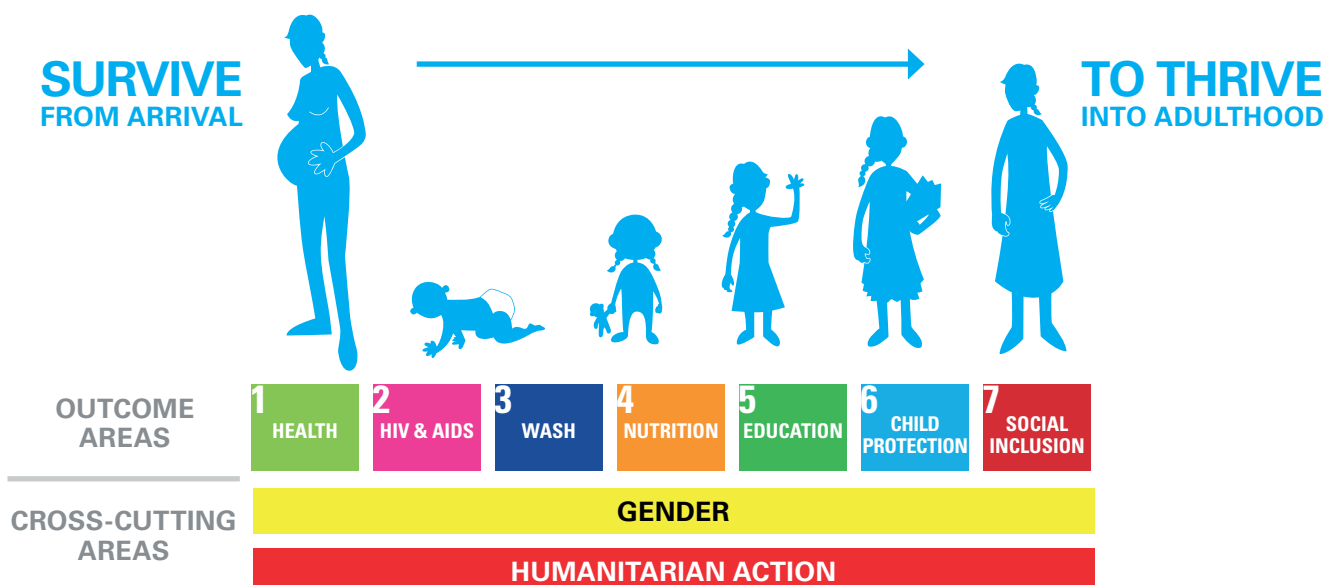 SURVIVE
FROM ARRIVAL
TO THRIVE
INTO ADULTHOOD
OUTCOME
AREAS
1
HEALTH
2
HIV & AIDS
3
WASH
4
NUTRITION
5
EDUCATION
6
CHILD
PROTECTION
7
SOCIAL
INCLUSION
CROSS-CUTTING
AREAS
GENDER
HUMANITARIAN ACTION